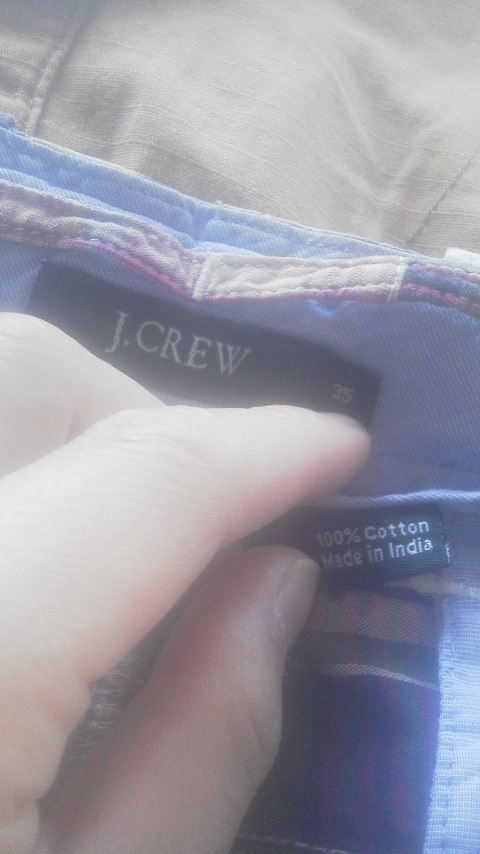 J.CREW
35
100% Cotton
Made in India